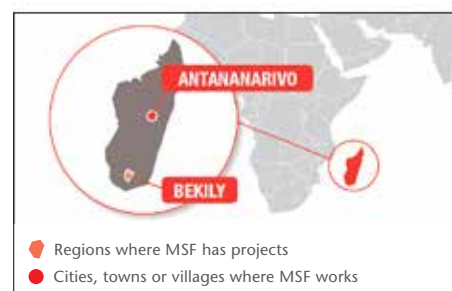 ANTANANARIVO
BEKILY
Regions where MSF has projects
Cities, towns or villages where MSF works